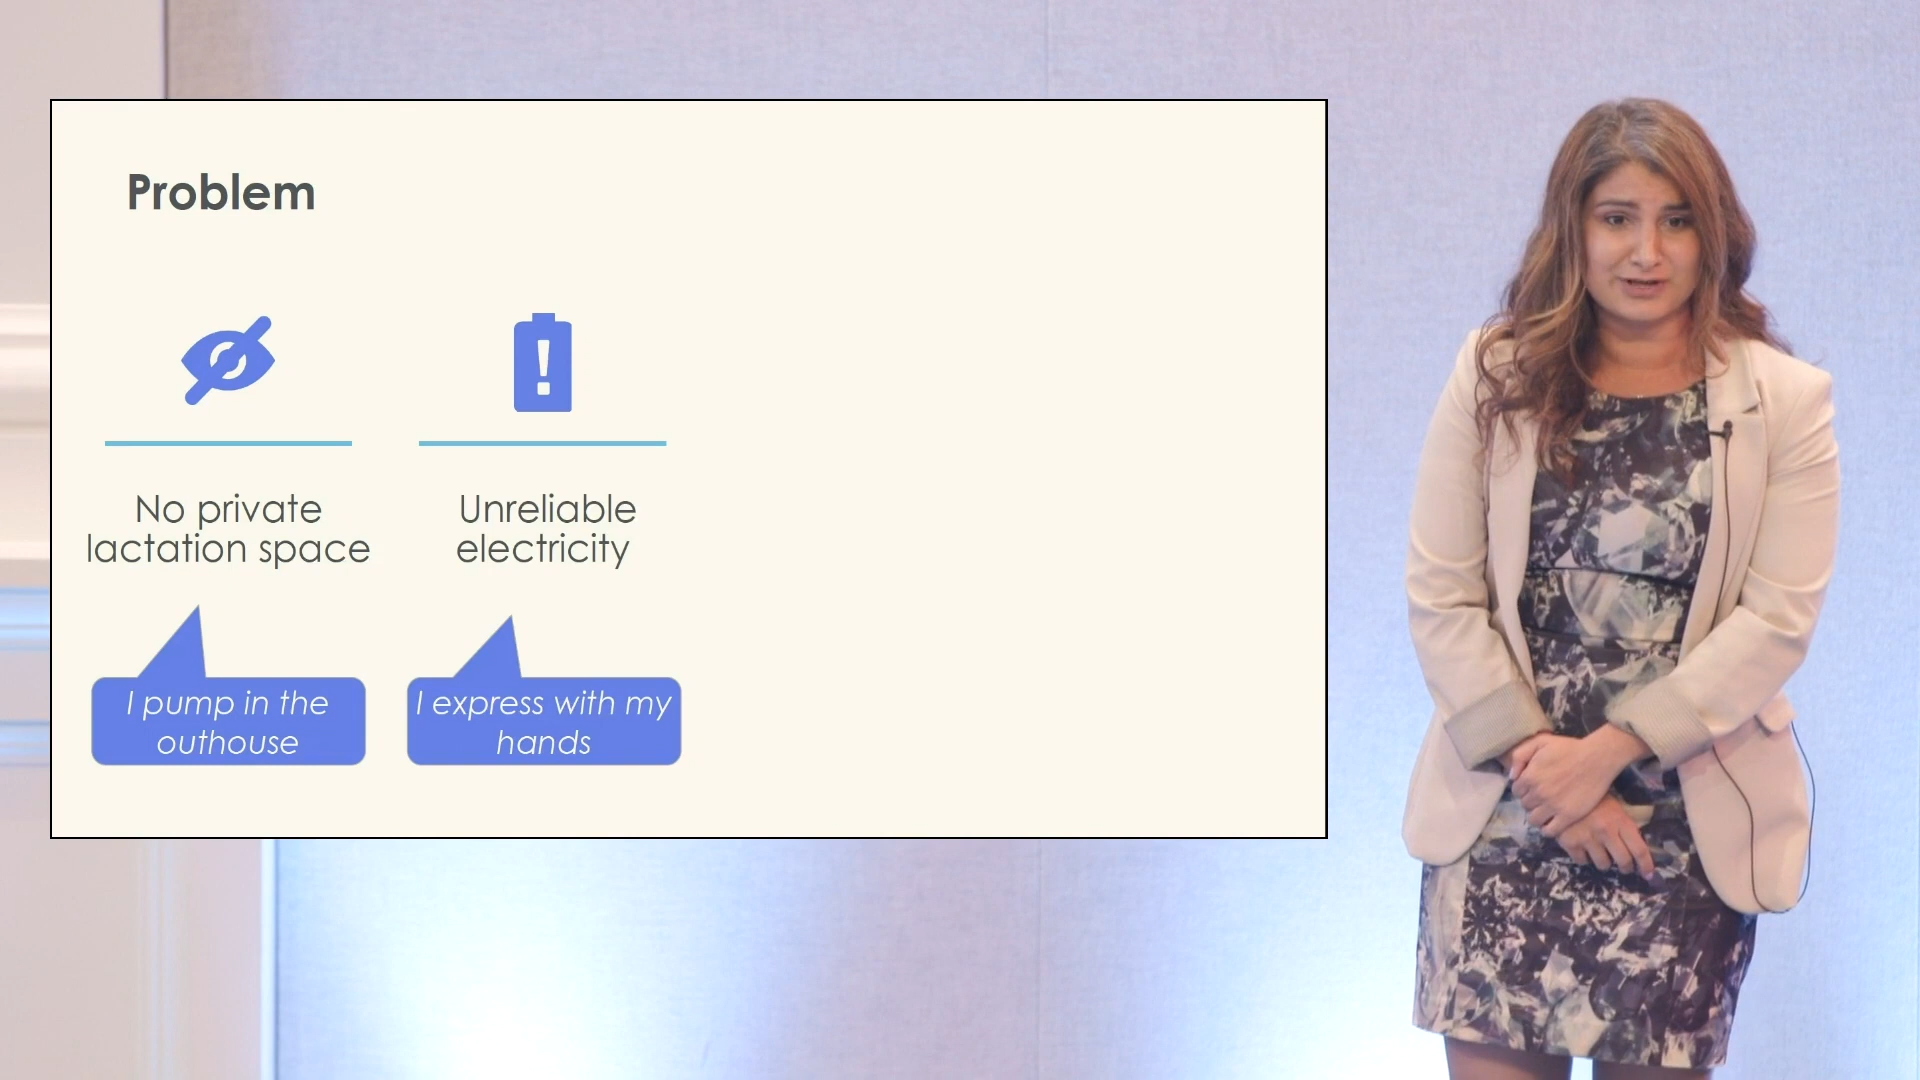 Problem
No private
lactation space
I pump in the
outhouse
Unreliable
electricity
I express with my
hands